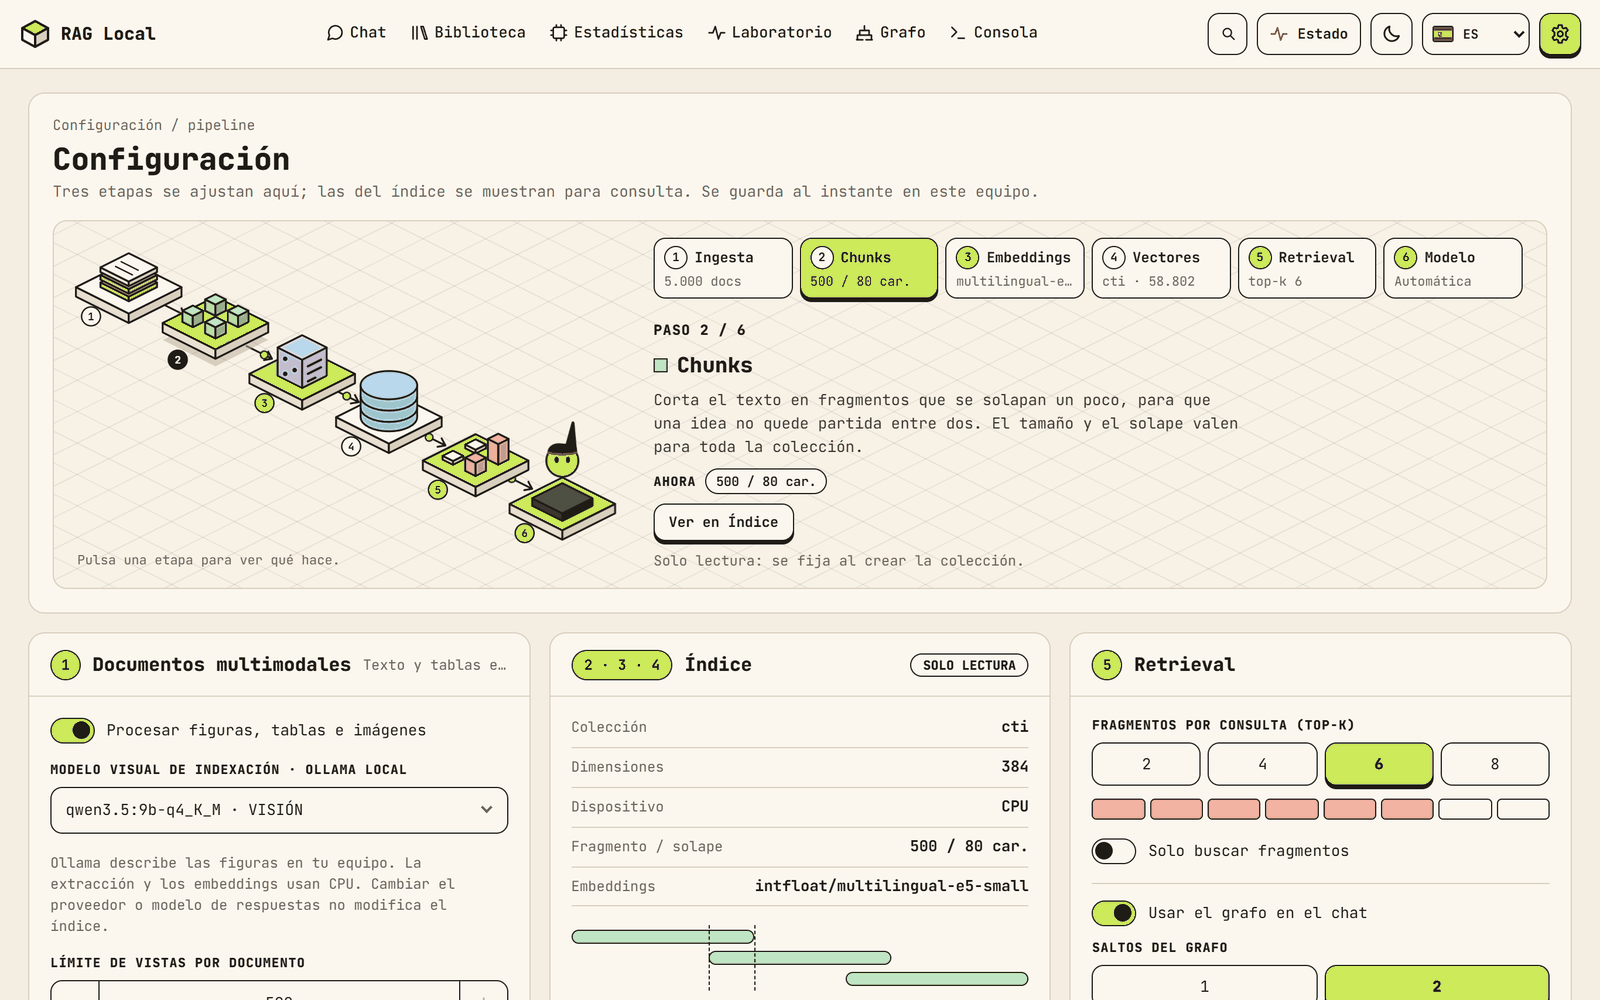 RAG Local
Chat
Biblioteca
Estadísticas
Laboratorio
Grafo
Consola
Estado
ES
Configuración / pipeline
Configuración
Tres etapas se ajustan aquí; las del índice se muestran para consulta. Se guarda al instante en este equipo.
1
2
3
4
5
6
Pulsa una etapa para ver qué hace.
1 Ingesta
5.000 docs
2 Chunks
500 / 80 car.
3 Embeddings
multilingual-e…
4 Vectores
cti · 58.802
5 Retrieval
top-k 6
6 Modelo
Automática
PASO 2 / 6
Chunks
Corta el texto en fragmentos que se solapan un poco, para que
una idea no quede partida entre dos. El tamaño y el solape valen
para toda la colección.
AHORA 500 / 80 car.
Ver en Índice
Solo lectura: se fija al crear la colección.
1 Documentos multimodales Texto y tablas e…
Procesar figuras, tablas e imágenes
MODELO VISUAL DE INDEXACIÓN · OLLAMA LOCAL
qwen3.5:9b-q4_K_M · VISIÓN
Ollama describe las figuras en tu equipo. La
extracción y los embeddings usan CPU. Cambiar el
proveedor o modelo de respuestas no modifica el
índice.
LÍMITE DE VISTAS POR DOCUMENTO
2 · 3 · 4 Índice SOLO LECTURA
Colección cti
Dimensiones 384
Dispositivo CPU
Fragmento / solape 500 / 80 car.
Embeddings intfloat/multilingual-e5-small
5 Retrieval
FRAGMENTOS POR CONSULTA (TOP-K)
2 4 6 8
Solo buscar fragmentos
Usar el grafo en el chat
SALTOS DEL GRAFO
1 2